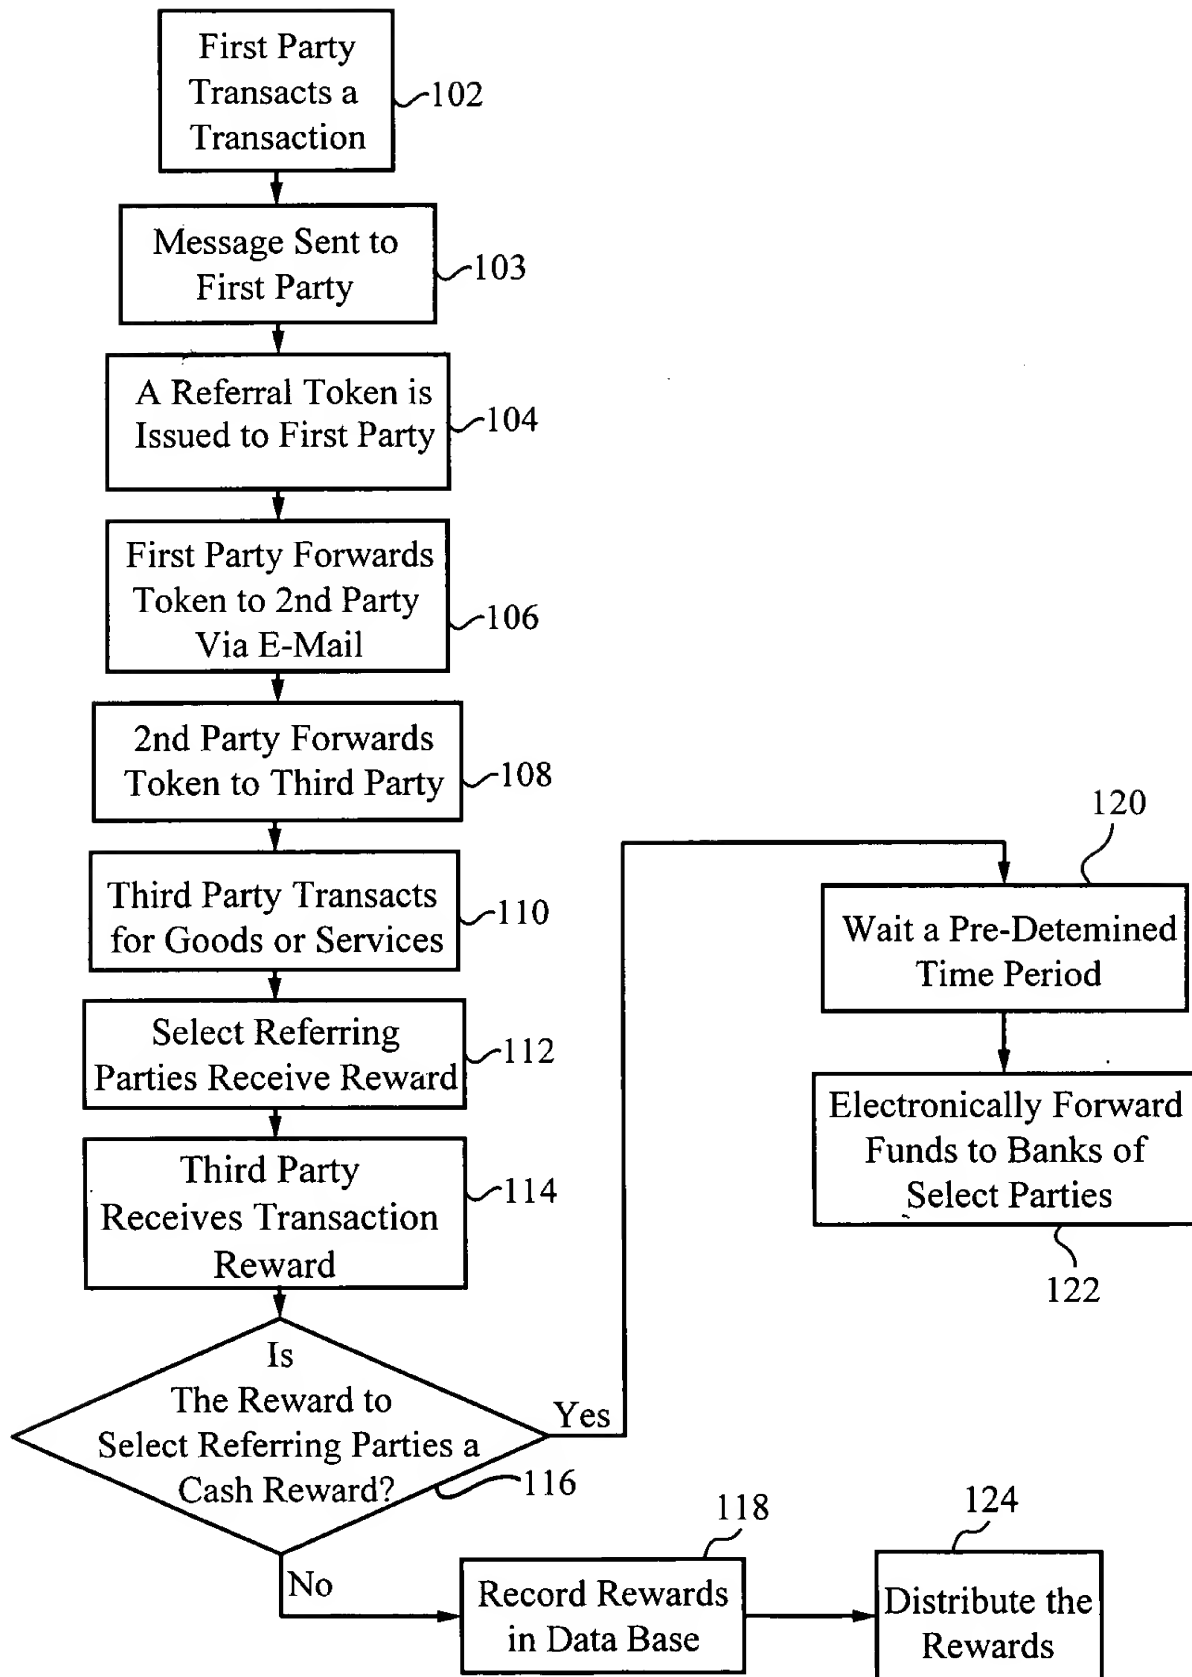 First Party
Transacts a
Transaction
102
Message Sent to
First Party
103
A Referral Token is
Issued to First Party
104
First Party Forwards
Token to 2nd Party
Via E-Mail
106
2nd Party Forwards
Token to Third Party
108
Third Party Transacts
for Goods or Services
110
Select Referring
Parties Receive Reward
112
Third Party
Receives Transaction
Reward
114
Is
The Reward to
Select Referring Parties a
Cash Reward?
116
Yes
120
Wait a Pre-Detemined
Time Period
Electronically Forward
Funds to Banks of
Select Parties
122
No
118
Record Rewards
in Data Base
124
Distribute the
Rewards